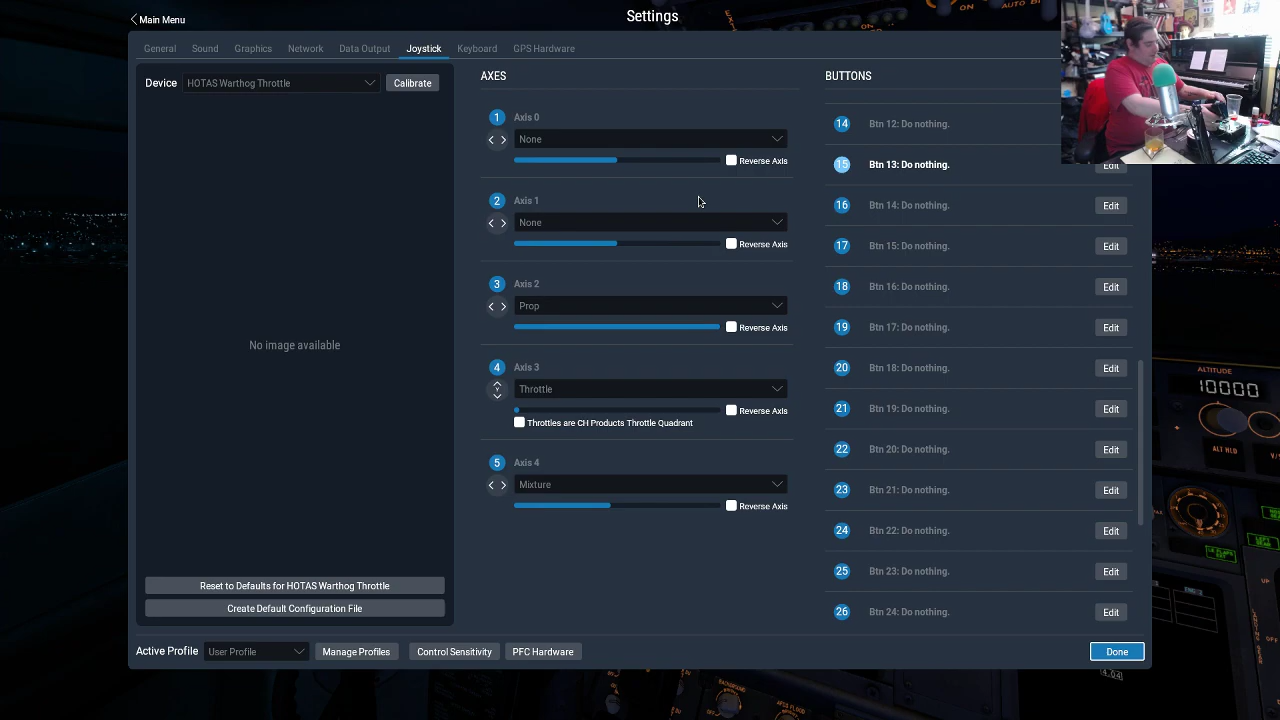 Main Menu
Settings
General
Sound
Graphics
Network
Data Output
Joystick
Keyboard
GPS Hardware
Device
HOTAS Warthog Throttle
Calibrate
No image available
Reset to Defaults for HOTAS Warthog Throttle
Create Default Configuration File
AXES
1 Axis 0
None
Reverse Axis
2 Axis 1
None
Reverse Axis
3 Axis 2
Prop
Reverse Axis
4 Axis 3
Y
Throttle
Reverse Axis
Throttles are CH Products Throttle Quadrant
5 Axis 4
Mixture
Reverse Axis
BUTTONS
14 Btn 12: Do nothing.
15 Btn 13: Do nothing. Edit
16 Btn 14: Do nothing. Edit
17 Btn 15: Do nothing. Edit
18 Btn 16: Do nothing. Edit
19 Btn 17: Do nothing. Edit
20 Btn 18: Do nothing. Edit
21 Btn 19: Do nothing. Edit
22 Btn 20: Do nothing. Edit
23 Btn 21: Do nothing. Edit
24 Btn 22: Do nothing. Edit
25 Btn 23: Do nothing. Edit
26 Btn 24: Do nothing. Edit
Active Profile
User Profile
Manage Profiles
Control Sensitivity
PFC Hardware
Done
ALTITUDE
10000
ALT HLD
V/S
BACKGROUND
APDS FLOOD